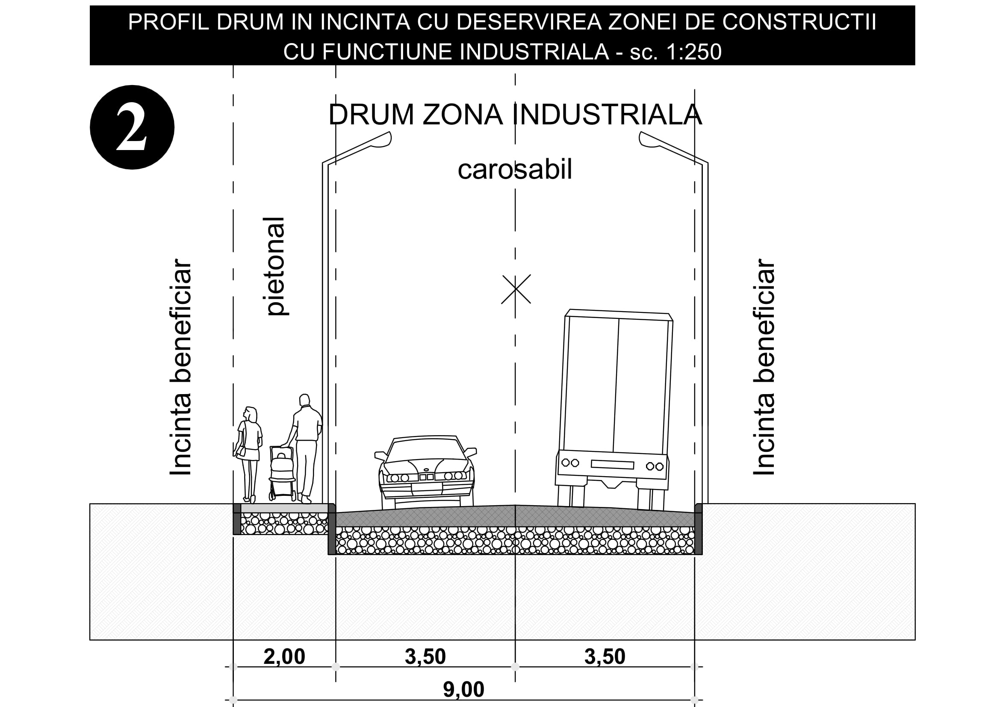 PROFIL DRUM IN INCINTA CU DESERVIREA ZONEI DE CONSTRUCTII
CU FUNCTIUNE INDUSTRIALA - sc. 1:250
2
DRUM ZONA INDUSTRIALA
carosabil
Incinta beneficiar
pietonal
Incinta beneficiar
2,00
3,50
3,50
9,00